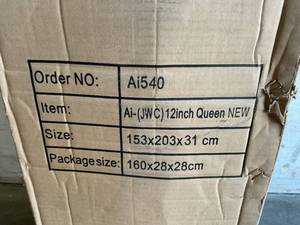 Order NO: Ai540
Item: Ai-(JWC)12inch Queen NEW
Size: 153x203x31 cm
Package size: 160x28x28cm